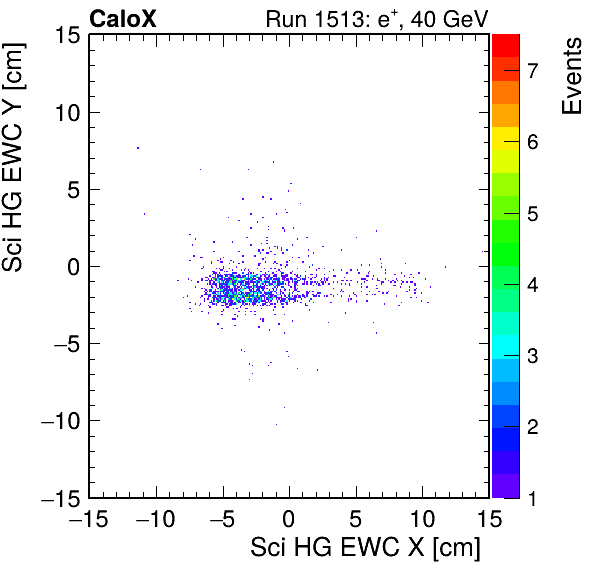 CaloX
Run 1513: e+, 40 GeV
Sci HG EWC Y [cm]
15
10
5
0
−5
−10
−15
−15 −10 −5 0 5 10 15
Sci HG EWC X [cm]
Events
7
6
5
4
3
2
1